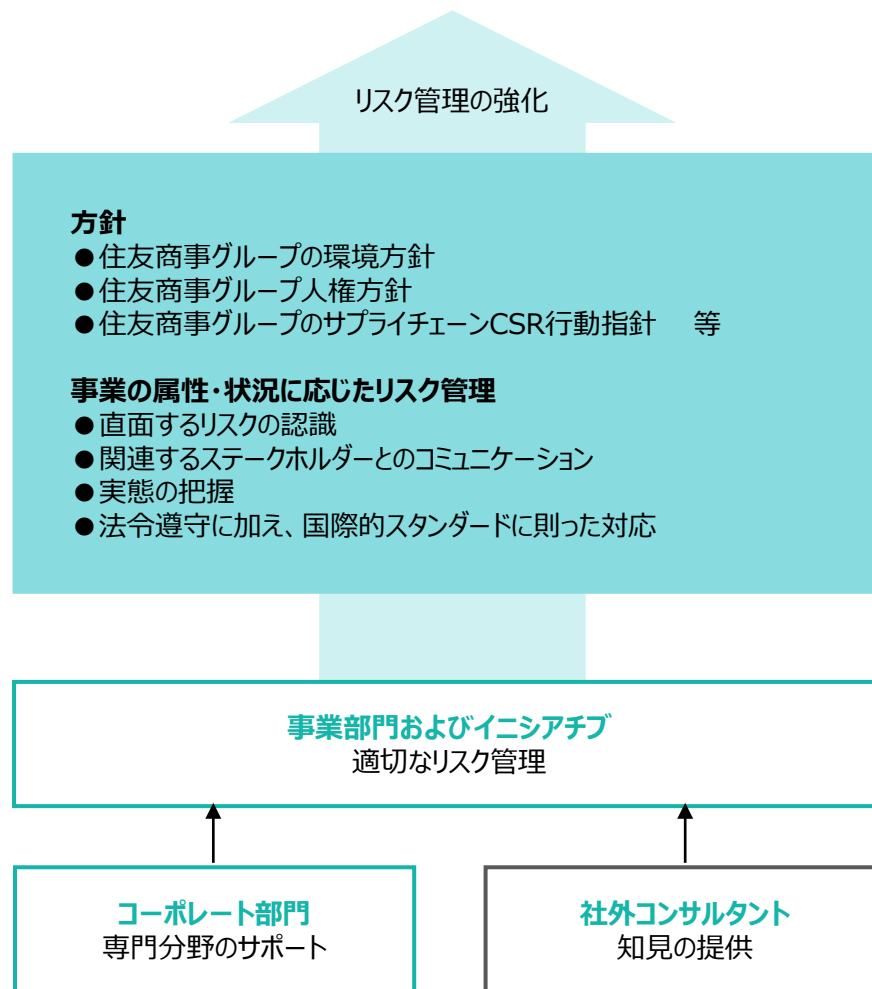 リスク管理の強化
方針
●住友商事グループの環境方針
●住友商事グループ人権方針
●住友商事グループのサプライチェーンCSR行動指針　等
事業の属性・状況に応じたリスク管理
●直面するリスクの認識
●関連するステークホルダーとのコミュニケーション
●実態の把握
●法令遵守に加え、国際的スタンダードに則った対応
事業部門およびイニシアチブ
適切なリスク管理
コーポレート部門
専門分野のサポート
社外コンサルタント
知見の提供